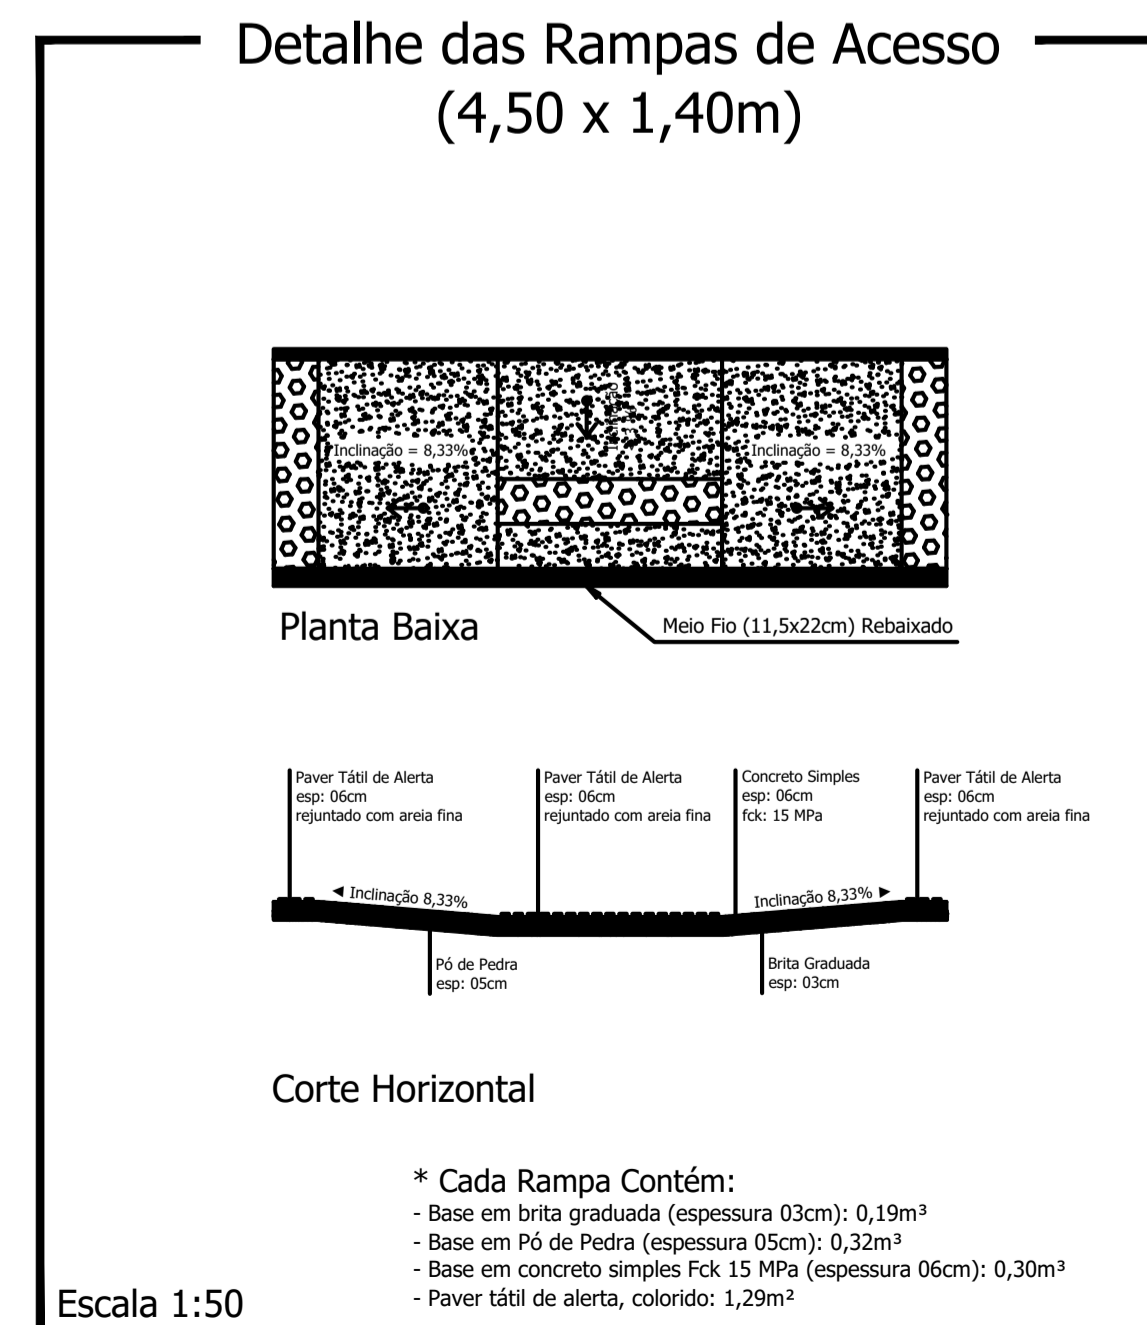 Detalhe das Rampas de Acesso
(4,50 x 1,40m)
Inclinação = 8,33%
Inclinação = 8,33%
Planta Baixa
Meio Fio (11,5x22cm) Rebaixado
Paver Tátil de Alerta
esp: 06cm
rejuntado com areia fina
Paver Tátil de Alerta
esp: 06cm
rejuntado com areia fina
Concreto Simples
esp: 06cm
fck: 15 MPa
Paver Tátil de Alerta
esp: 06cm
rejuntado com areia fina
◄ Inclinação 8,33%
Inclinação 8,33% ►
Pó de Pedra
esp: 05cm
Brita Graduada
esp: 03cm
Corte Horizontal
* Cada Rampa Contém:
- Base em brita graduada (espessura 03cm): 0,19m³
- Base em Pó de Pedra (espessura 05cm): 0,32m³
- Base em concreto simples Fck 15 MPa (espessura 06cm): 0,30m³
- Paver tátil de alerta, colorido: 1,29m²
Escala 1:50